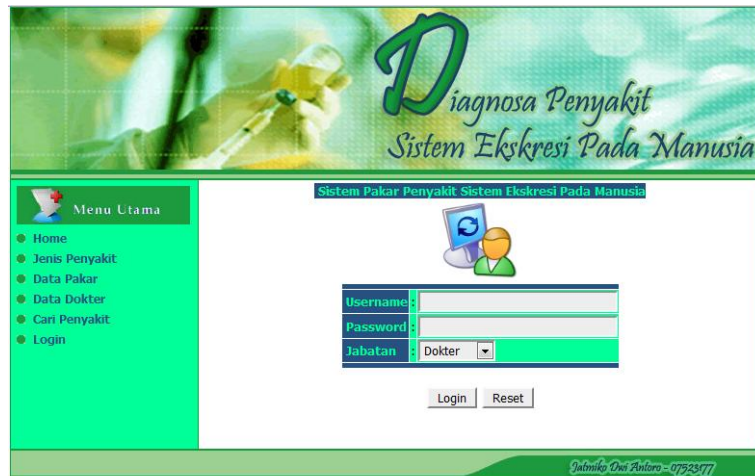 Diagnosa Penyakit
Sistem Ekskresi Pada Manusia
Menu Utama
Home
Jenis Penyakit
Data Pakar
Data Dokter
Cari Penyakit
Login
Sistem Pakar Penyakit Sistem Ekskresi Pada Manusia
Username :
Password :
Jabatan : Dokter
Login Reset
Jatmiko Dwi Antoro - 07523177